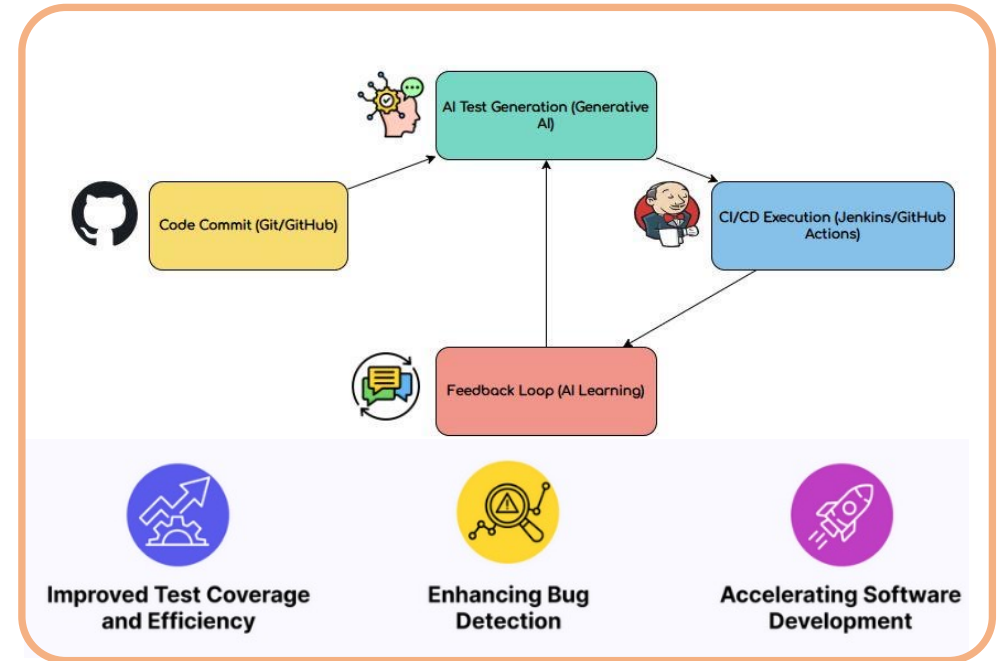 AI Test Generation (Generative
AI)
Code Commit (Git/GitHub)
CI/CD Execution (Jenkins/GitHub
Actions)
Feedback Loop (AI Learning)
Improved Test Coverage
and Efficiency
Enhancing Bug
Detection
Accelerating Software
Development